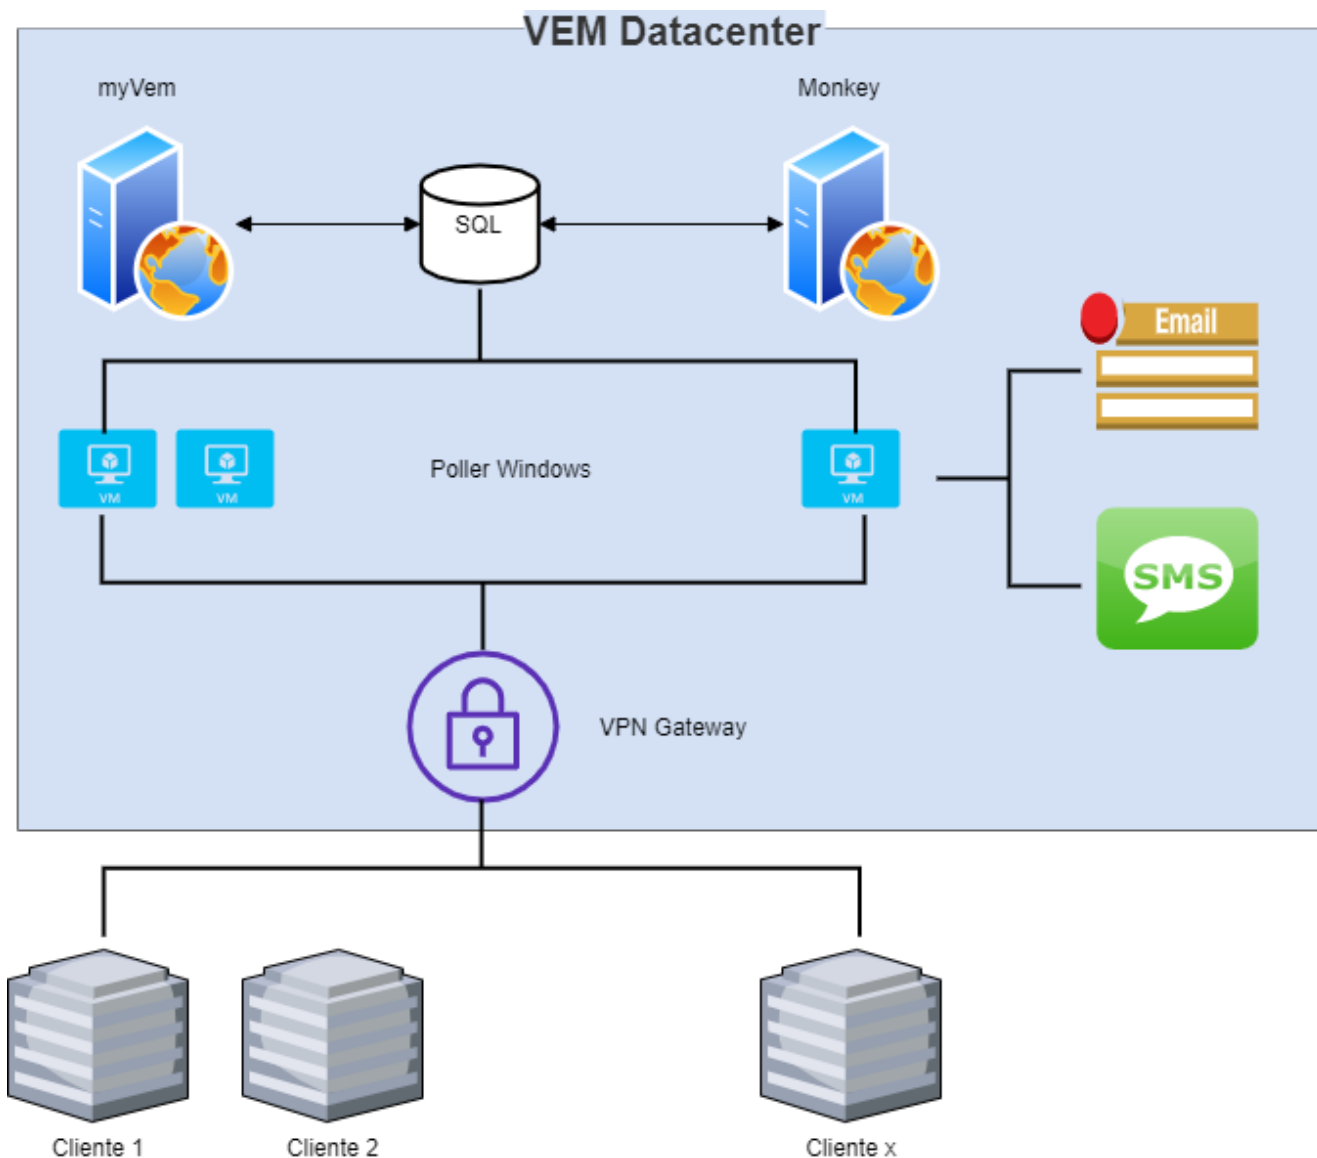 VEM Datacenter
myVem
Monkey
SQL
Email
VM
VM
Poller Windows
VM
SMS
VPN Gateway
Cliente 1
Cliente 2
Cliente x